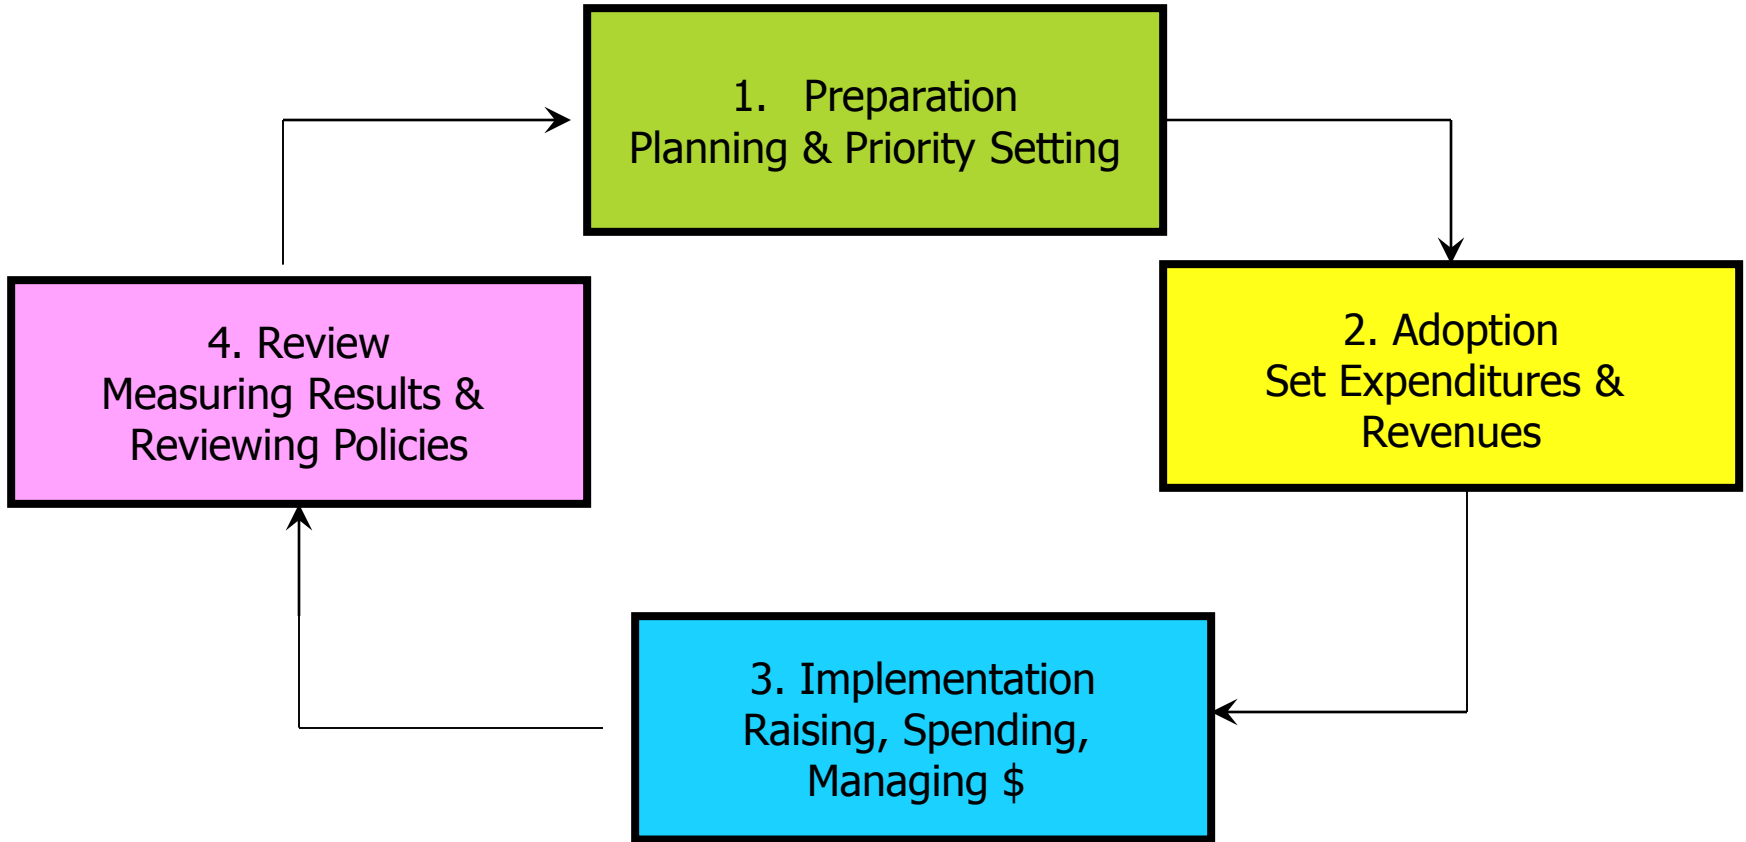 1. Preparation
Planning & Priority Setting
2. Adoption
Set Expenditures &
Revenues
3. Implementation
Raising, Spending,
Managing $
4. Review
Measuring Results &
Reviewing Policies